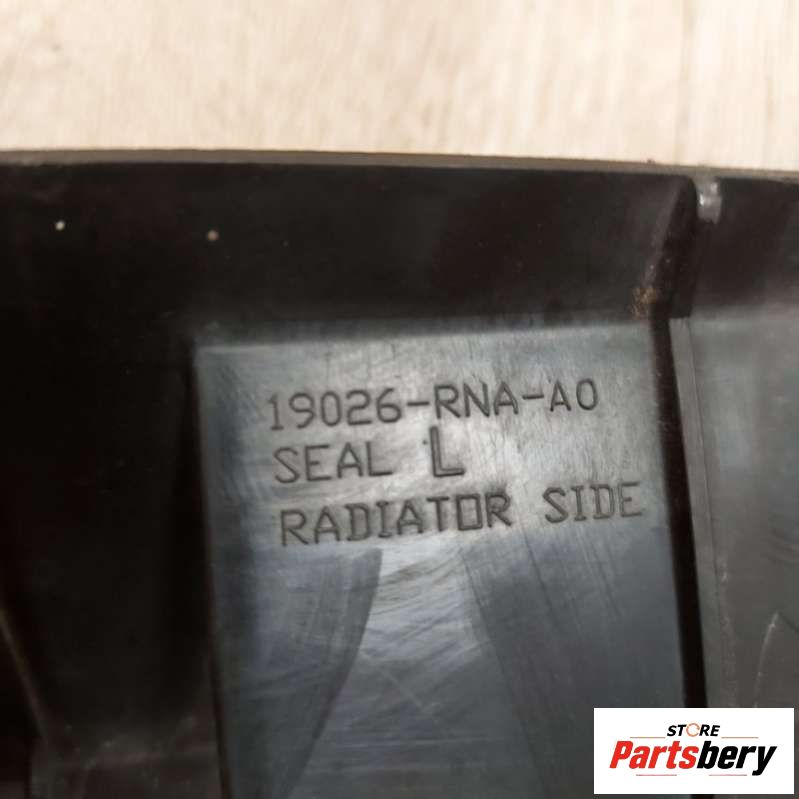 19026-RNA-A0
SEAL L
RADIATOR SIDE
STORE
Partsbery